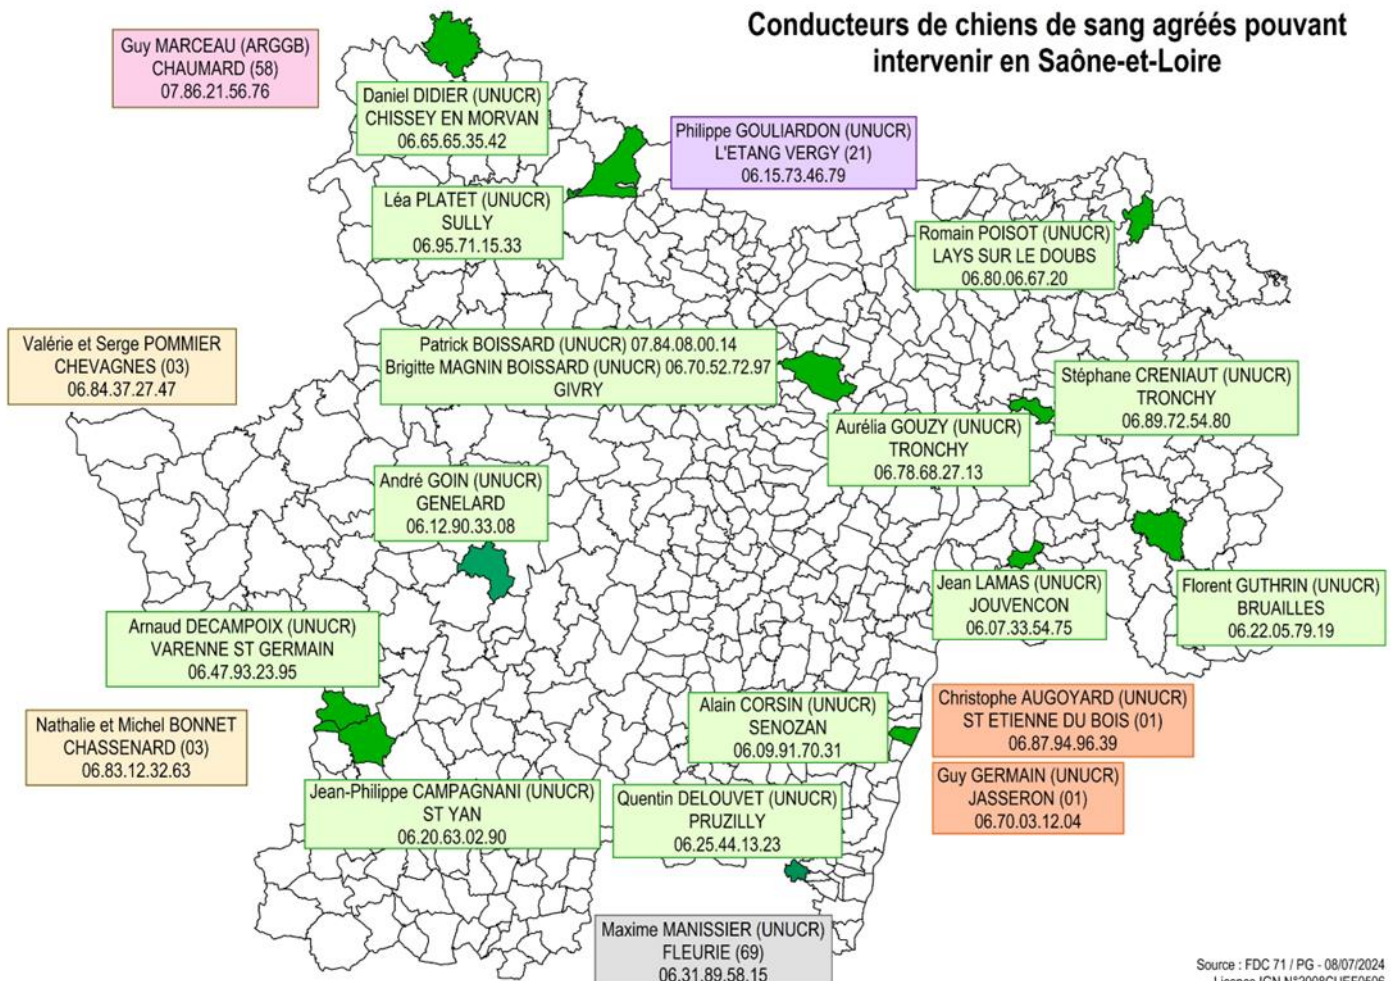 Conducteurs de chiens de sang agréés pouvant
intervenir en Saône-et-Loire
Guy MARCEAU (ARGGB)
CHAUMARD (58)
07.86.21.56.76
Daniel DIDIER (UNUCR)
CHISSEY EN MORVAN
06.65.65.35.42
Philippe GOULIARDON (UNUCR)
L'ETANG VERGY (21)
06.15.73.46.79
Léa PLATET (UNUCR)
SULLY
06.95.71.15.33
Romain POISOT (UNUCR)
LAYS SUR LE DOUBS
06.80.06.67.20
Valérie et Serge POMMIER
CHEVAGNES (03)
06.84.37.27.47
Patrick BOISSARD (UNUCR) 07.84.08.00.14
Brigitte MAGNIN BOISSARD (UNUCR) 06.70.52.72.97
GIVRY
Stéphane CRENIAUT (UNUCR)
TRONCHY
06.89.72.54.80
Aurélia GOUZY (UNUCR)
TRONCHY
06.78.68.27.13
André GOIN (UNUCR)
GENELARD
06.12.90.33.08
Jean LAMAS (UNUCR)
JOUVENCON
06.07.33.54.75
Florent GUTHRIN (UNUCR)
BRUAILLES
06.22.05.79.19
Arnaud DECAMPOIX (UNUCR)
VARENNE ST GERMAIN
06.47.93.23.95
Nathalie et Michel BONNET
CHASSENARD (03)
06.83.12.32.63
Alain CORSIN (UNUCR)
SENOZAN
06.09.91.70.31
Christophe AUGOYARD (UNUCR)
ST ETIENNE DU BOIS (01)
06.87.94.96.39
Guy GERMAIN (UNUCR)
JASSERON (01)
06.70.03.12.04
Jean-Philippe CAMPAGNANI (UNUCR)
ST YAN
06.20.63.02.90
Quentin DELOUVET (UNUCR)
PRUZILLY
06.25.44.13.23
Maxime MANISSIER (UNUCR)
FLEURIE (69)
06.31.89.58.15
Source : FDC 71 / PG - 08/07/2024
Licence IGN